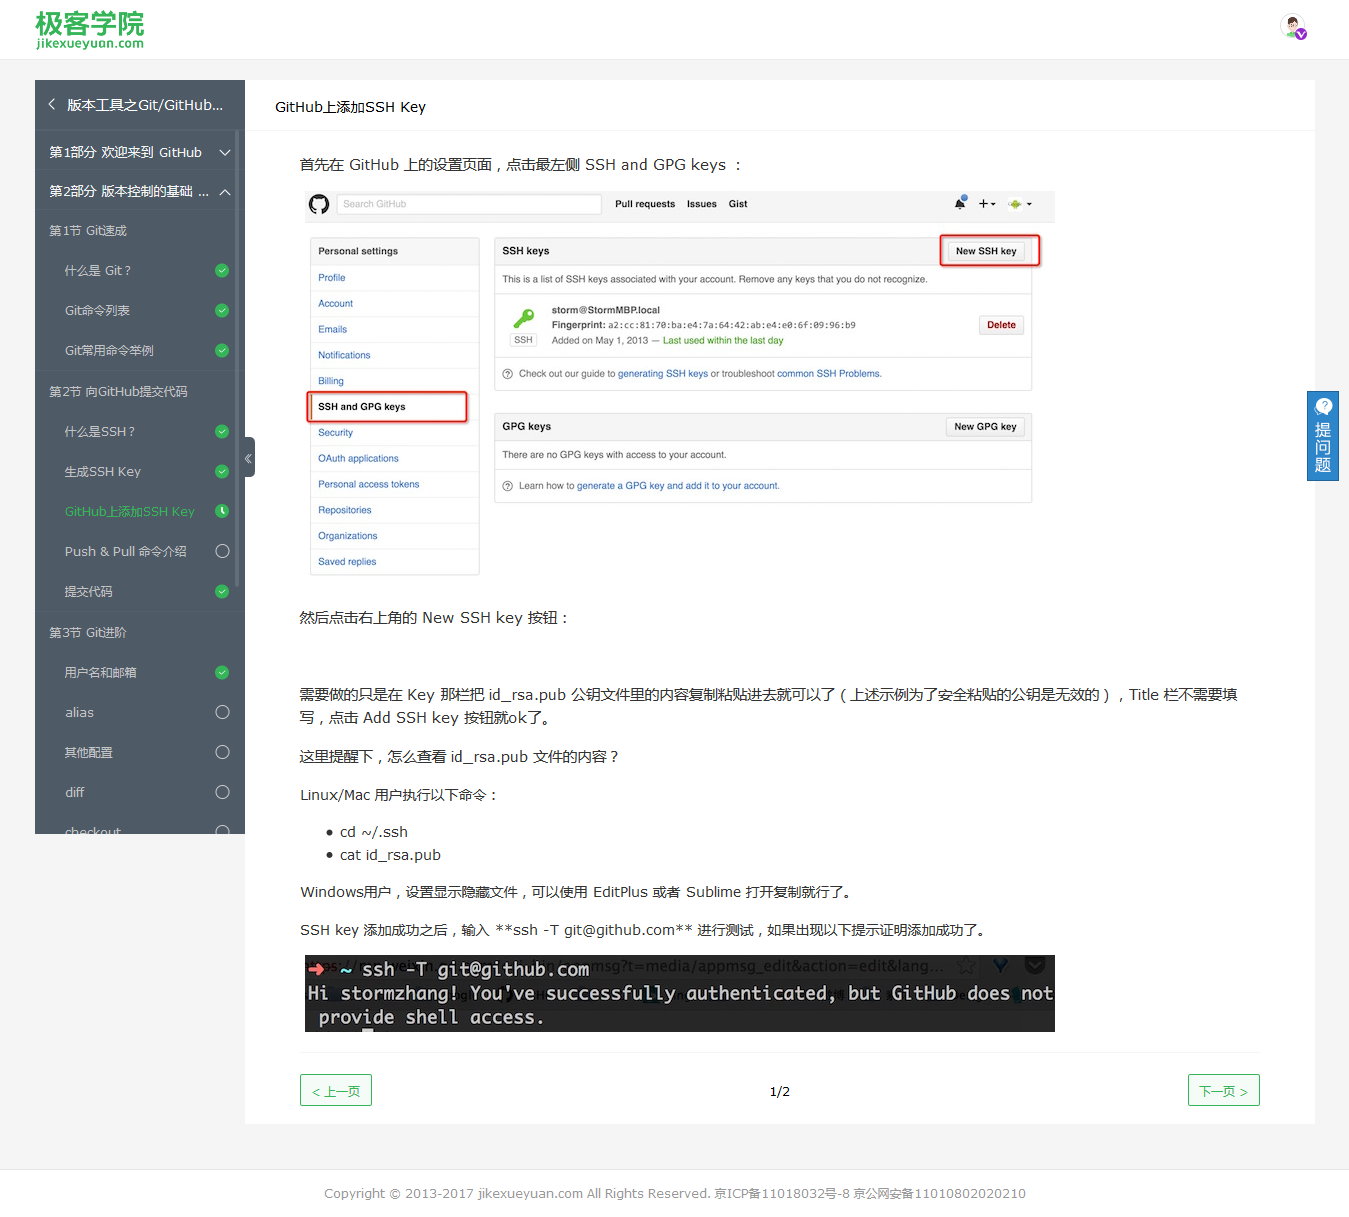 极客学院
jikexueyuan.com
版本工具之Git/GitHub...
第1部分 欢迎来到 GitHub
第2部分 版本控制的基础 ...
第1节 Git速成
什么是 Git？
Git命令列表
Git常用命令举例
第2节 向GitHub提交代码
什么是SSH？
生成SSH Key
GitHub上添加SSH Key
Push & Pull 命令介绍
提交代码
第3节 Git进阶
用户名和邮箱
alias
其他配置
diff
checkout
GitHub上添加SSH Key
首先在 GitHub 上的设置页面，点击最左侧 SSH and GPG keys ：
Search GitHub
Pull requests Issues Gist
Personal settings
Profile
Account
Emails
Notifications
Billing
SSH and GPG keys
Security
OAuth applications
Personal access tokens
Repositories
Organizations
Saved replies
SSH keys
New SSH key
This is a list of SSH keys associated with your account. Remove any keys that you do not recognize.
storm@StormMBP.local
Fingerprint: a2:cc:81:70:ba:e4:7a:64:42:ab:e4:e0:6f:09:96:b9
SSH
Added on May 1, 2013 — Last used within the last day
Delete
Check out our guide to generating SSH keys or troubleshoot common SSH Problems.
GPG keys
New GPG key
There are no GPG keys with access to your account.
Learn how to generate a GPG key and add it to your account.
然后点击右上角的 New SSH key 按钮：
需要做的只是在 Key 那栏把 id_rsa.pub 公钥文件里的内容复制粘贴进去就可以了（上述示例为了安全粘贴的公钥是无效的），Title 栏不需要填
写，点击 Add SSH key 按钮就ok了。
这里提醒下，怎么查看 id_rsa.pub 文件的内容？
Linux/Mac 用户执行以下命令：
• cd ~/.ssh
• cat id_rsa.pub
Windows用户，设置显示隐藏文件，可以使用 EditPlus 或者 Sublime 打开复制就行了。
SSH key 添加成功之后，输入 **ssh -T git@github.com** 进行测试，如果出现以下提示证明添加成功了。
➜ ~ ssh -T git@github.com
Hi stormzhang! You've successfully authenticated, but GitHub does not
provide shell access.
< 上一页
1/2
下一页 >
提问题
Copyright © 2013-2017 jikexueyuan.com All Rights Reserved. 京ICP备11018032号-8 京公网安备11010802020210